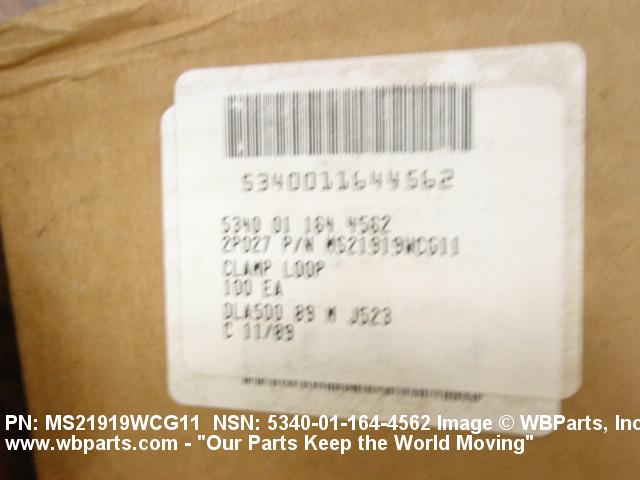 5340011644562
5340 01 164 4562
2P027 P/N MS21919WCG11
CLAMP LOOP
100 EA
DLA500 89 M J523
C 11/89
PN: MS21919WCG11 NSN: 5340-01-164-4562 Image © WBParts, Inc
www.wbparts.com - "Our Parts Keep the World Moving"